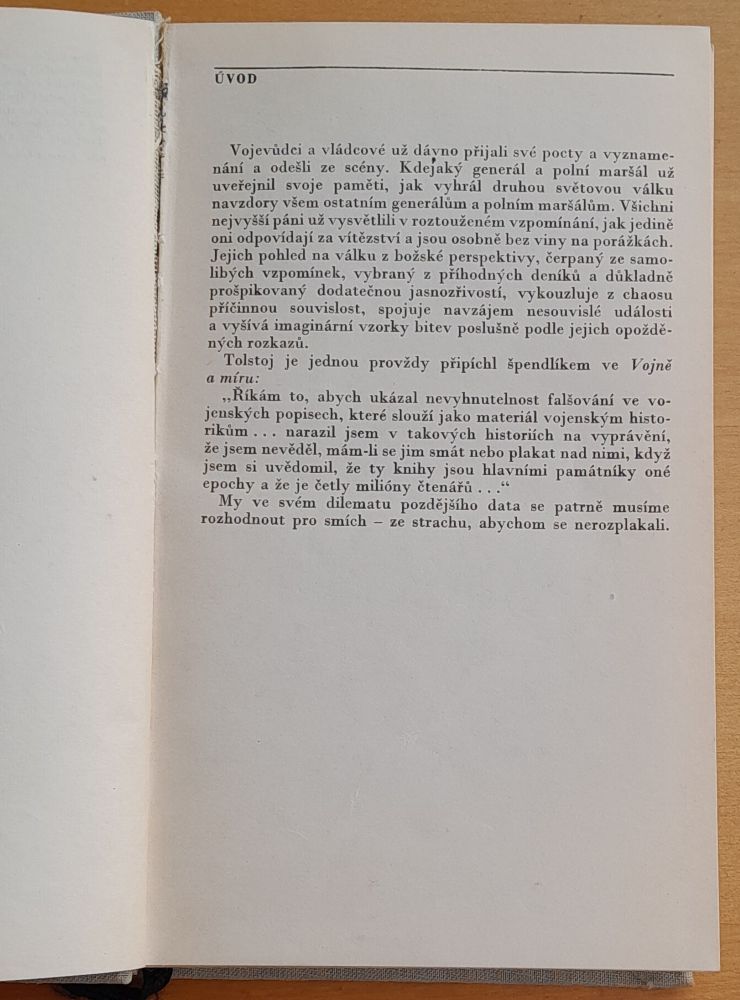 ÚVOD
Vojevůdci a vládcové už dávno přijali své pocty a vyzname-
nání a odešli ze scény. Kdejaký generál a polní maršál už
uveřejnil svoje paměti, jak vyhrál druhou světovou válku
navzdory všem ostatním generálům a polním maršálům. Všichni
nejvyšší páni už vysvětlili v roztouženém vzpomínání, jak jedině
oni odpovídají za vítězství a jsou osobně bez viny na porážkách.
Jejich pohled na válku z božské perspektivy, čerpaný ze samo-
libých vzpomínek, vybraný z příhodných deníků a důkladně
prošpikovaný dodatečnou jasnozřivostí, vykouzluje z chaosu
příčinnou souvislost, spojuje navzájem nesouvislé události
a vyšívá imaginární vzorky bitev poslušně podle jejich opoždě-
ných rozkazů.
Tolstoj je jednou provždy připíchl špendlíkem ve Vojně
a míru:
„Říkám to, abych ukázal nevyhnutelnost falšování ve vo-
jenských popisech, které slouží jako materiál vojenským histo-
rikům . . . narazil jsem v takových historiích na vyprávění,
že jsem nevěděl, mám-li se jim smát nebo plakat nad nimi, když
jsem si uvědomil, že ty knihy jsou hlavními památníky oné
epochy a že je četly milióny čtenářů . . .“
My ve svém dilematu pozdějšího data se patrně musíme
rozhodnout pro smích – ze strachu, abychom se nerozplakali.